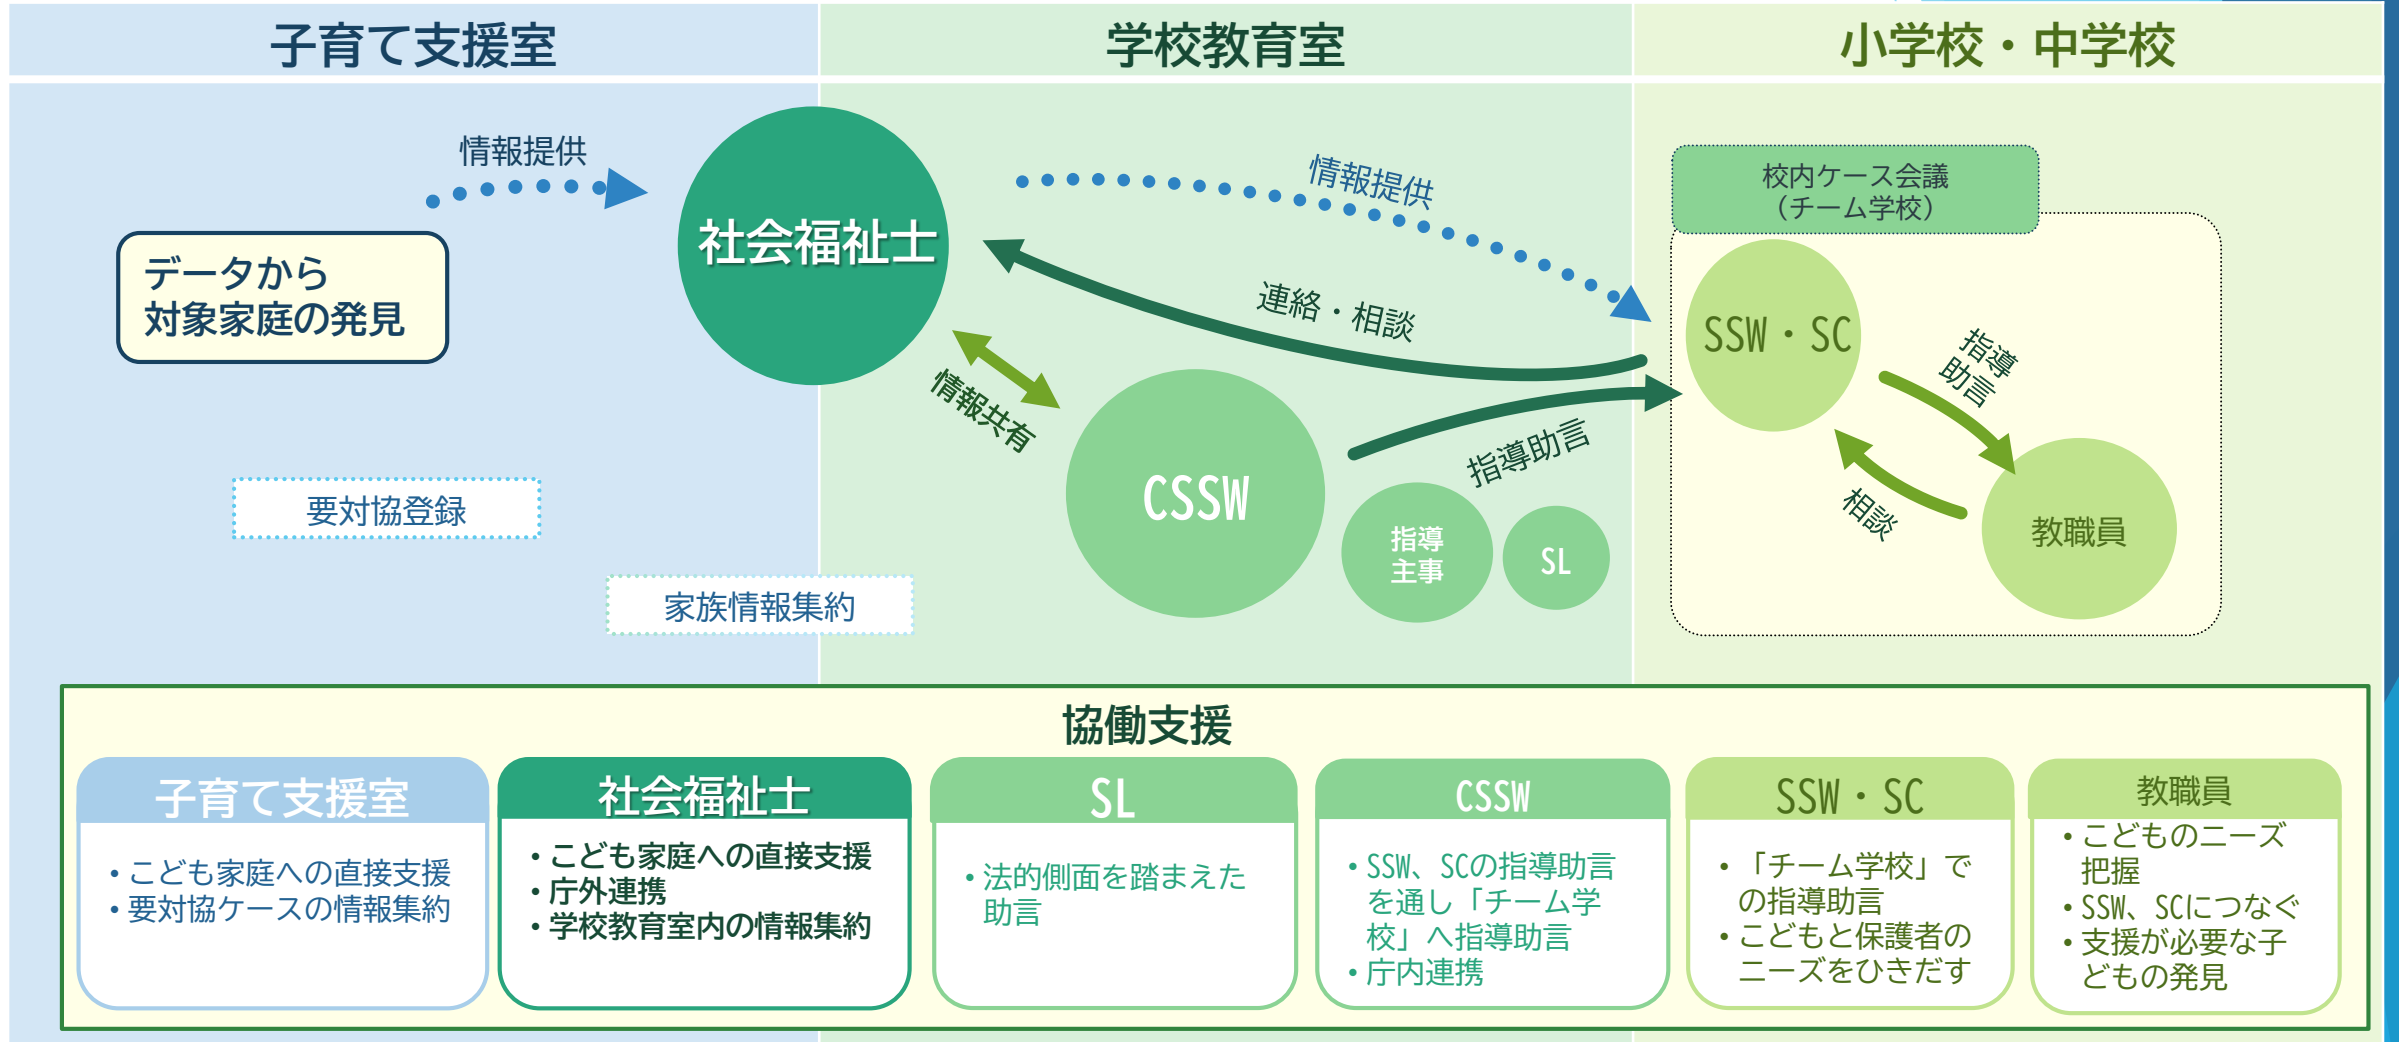 子育て支援室
学校教育室
小学校・中学校
情報提供
データから
対象家庭の発見
社会福祉士
情報提供
連絡・相談
情報共有
CSSW
指導助言
指導
主事
SL
校内ケース会議
（チーム学校）
SSW・SC
指導
助言
相談
教職員
要対協登録
家族情報集約
協働支援
子育て支援室
・こども家庭への直接支援
・要対協ケースの情報集約
社会福祉士
・こども家庭への直接支援
・庁外連携
・学校教育室内の情報集約
SL
・法的側面を踏まえた
助言
CSSW
・SSW、SCの指導助言
を通し「チーム学
校」へ指導助言
・庁内連携
SSW・SC
・「チーム学校」で
の指導助言
・こどもと保護者の
ニーズをひきだす
教職員
・こどものニーズ
把握
・SSW、SCにつなぐ
・支援が必要な子
どもの発見